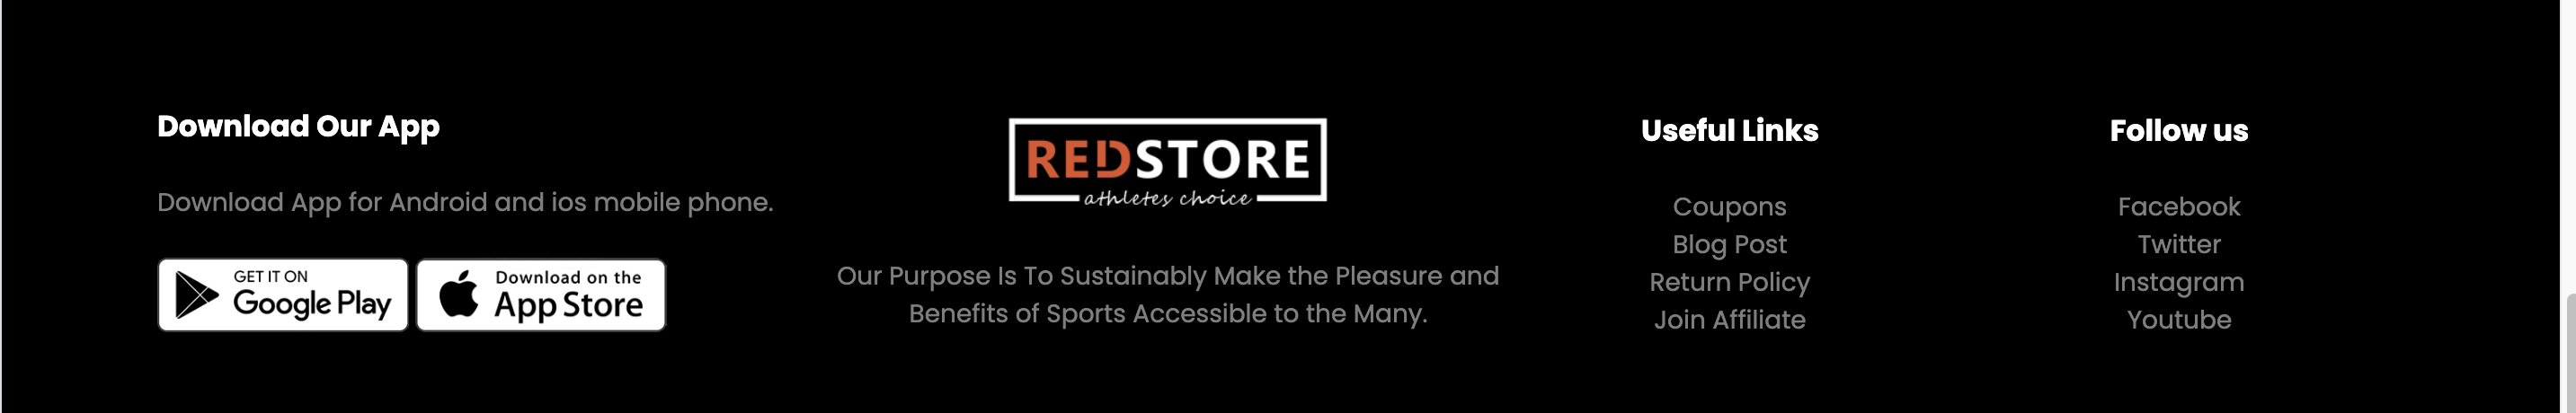 Download Our App
Download App for Android and ios mobile phone.
GET IT ON
Google Play
Download on the
App Store
REDSTORE
athletes choice
Our Purpose Is To Sustainably Make the Pleasure and
Benefits of Sports Accessible to the Many.
Useful Links
Coupons
Blog Post
Return Policy
Join Affiliate
Follow us
Facebook
Twitter
Instagram
Youtube